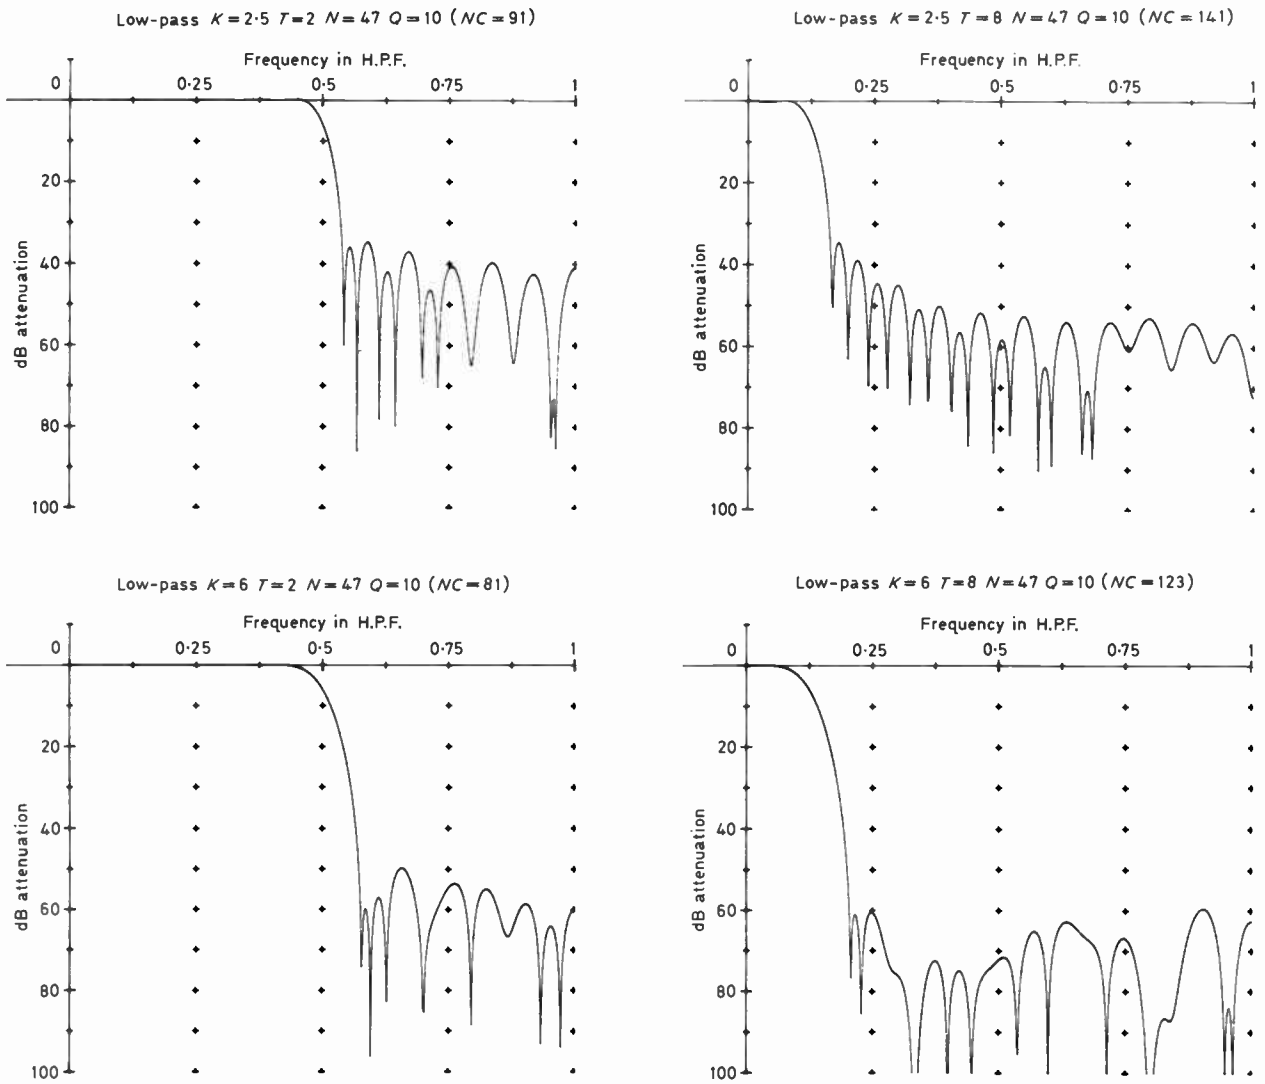 Low-pass K=2·5 T=2 N=47 Q=10 (NC=91)
Frequency in H.P.F.
0 0·25 0·5 0·75 1
20
40
60
80
100
dB attenuation
Low-pass K=2·5 T=8 N=47 Q=10 (NC=141)
Frequency in H.P.F.
0 0·25 0·5 0·75 1
20
40
60
80
100
dB attenuation
Low-pass K=6 T=2 N=47 Q=10 (NC=81)
Frequency in H.P.F.
0 0·25 0·5 0·75 1
20
40
60
80
100
dB attenuation
Low-pass K=6 T=8 N=47 Q=10 (NC=123)
Frequency in H.P.F.
0 0·25 0·5 0·75 1
20
40
60
80
100
dB attenuation